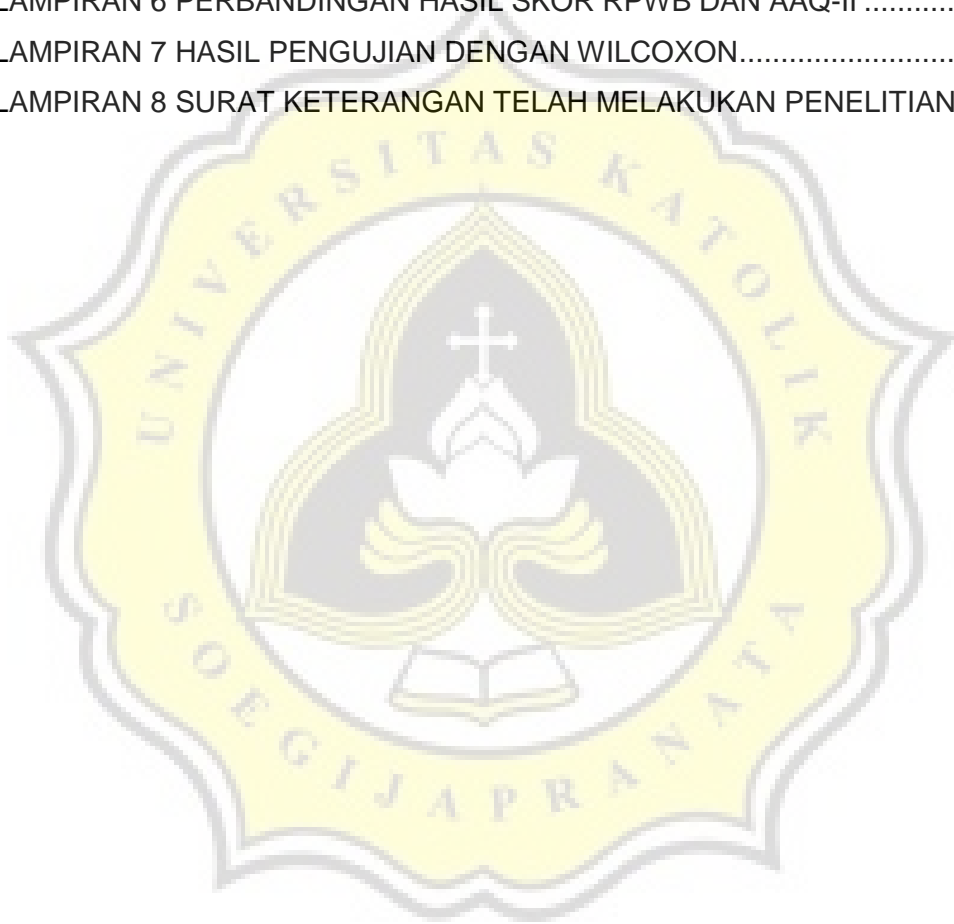 LAMPIRAN 6 PERBANDINGAN HASIL SKOR RPWB DAN AAQ-II ...........
LAMPIRAN 7 HASIL PENGUJIAN DENGAN WILCOXON.........................
LAMPIRAN 8 SURAT KETERANGAN TELAH MELAKUKAN PENELITIAN
UNIVERSITAS KATOLIK
SOEGIJAPRANATA